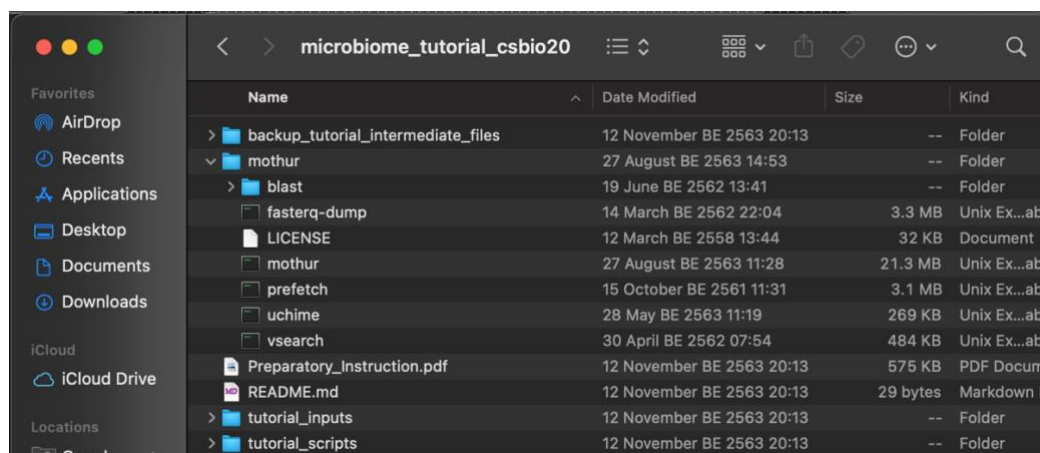 microbiome_tutorial_csbio20
Favorites
AirDrop
Recents
Applications
Desktop
Documents
Downloads
iCloud
iCloud Drive
Locations
Name Date Modified Size Kind
backup_tutorial_intermediate_files 12 November BE 2563 20:13 -- Folder
mothur 27 August BE 2563 14:53 -- Folder
blast 19 June BE 2562 13:41 -- Folder
fasterq-dump 14 March BE 2562 22:04 3.3 MB Unix Ex...ab
LICENSE 12 March BE 2558 13:44 32 KB Document
mothur 27 August BE 2563 11:28 21.3 MB Unix Ex...ab
prefetch 15 October BE 2561 11:31 3.1 MB Unix Ex...ab
uchime 28 May BE 2563 11:19 269 KB Unix Ex...ab
vsearch 30 April BE 2562 07:54 484 KB Unix Ex...ab
Preparatory_Instruction.pdf 12 November BE 2563 20:13 575 KB PDF Docum
README.md 12 November BE 2563 20:13 29 bytes Markdown
tutorial_inputs 12 November BE 2563 20:13 -- Folder
tutorial_scripts 12 November BE 2563 20:13 -- Folder